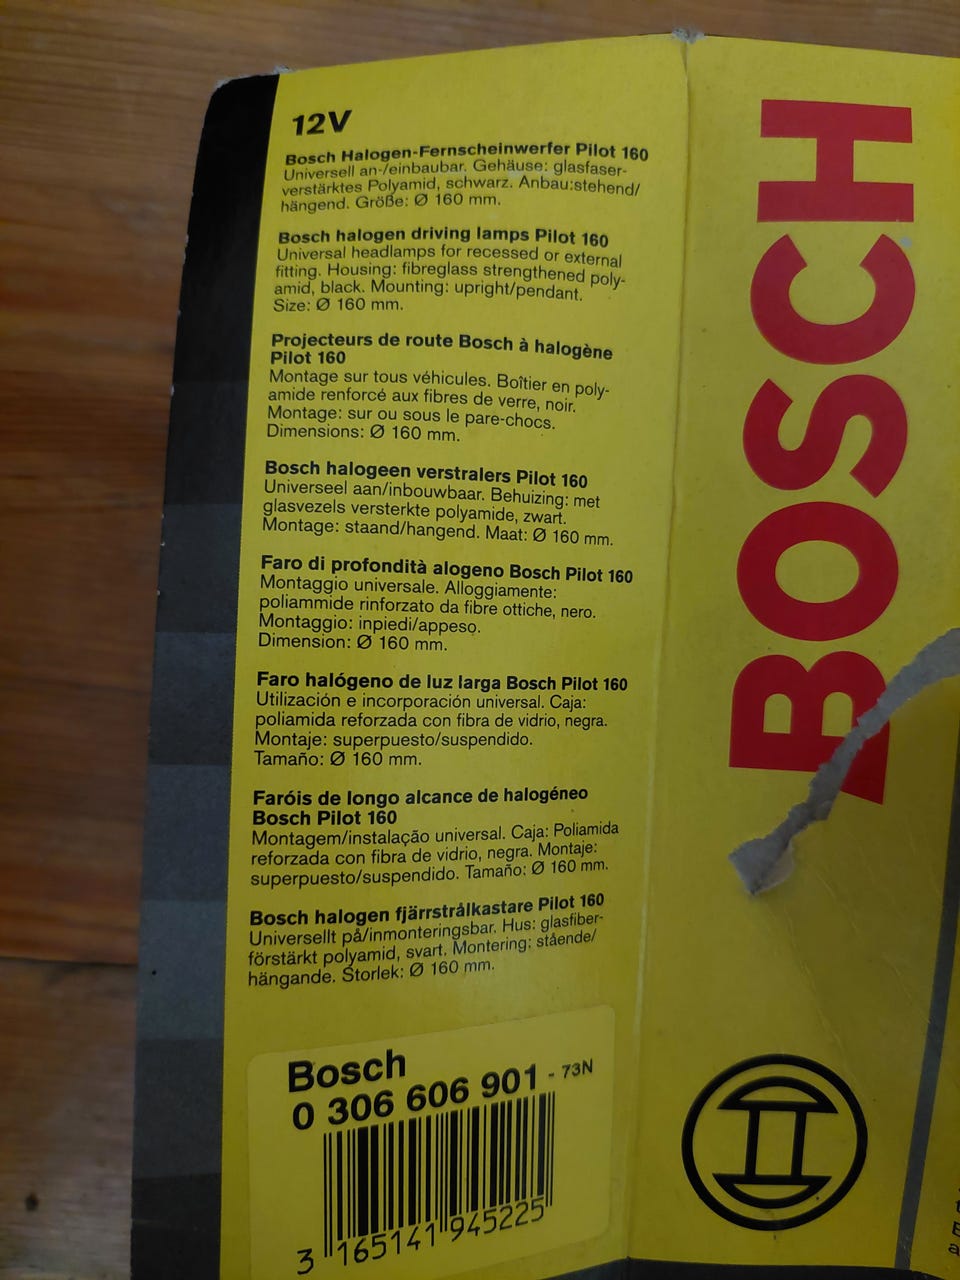 12V
Bosch Halogen-Fernscheinwerfer Pilot 160
Universell an-/einbaubar. Gehäuse: glasfaser-
verstärktes Polyamid, schwarz. Anbau:stehend/
hängend. Größe: Ø 160 mm.
Bosch halogen driving lamps Pilot 160
Universal headlamps for recessed or external
fitting. Housing: fibreglass strengthened poly-
amid, black. Mounting: upright/pendant.
Size: Ø 160 mm.
Projecteurs de route Bosch à halogène
Pilot 160
Montage sur tous véhicules. Boîtier en poly-
amide renforcé aux fibres de verre, noir.
Montage: sur ou sous le pare-chocs.
Dimensions: Ø 160 mm.
Bosch halogeen verstralers Pilot 160
Universeel aan/inbouwbaar. Behuizing: met
glasvezels versterkte polyamide, zwart.
Montage: staand/hangend. Maat: Ø 160 mm.
Faro di profondità alogeno Bosch Pilot 160
Montaggio universale. Alloggiamente:
poliammide rinforzato da fibre ottiche, nero.
Montaggio: inpiedi/appeso.
Dimension: Ø 160 mm.
Faro halógeno de luz larga Bosch Pilot 160
Utilización e incorporación universal. Caja:
poliamida reforzada con fibra de vidrio, negra.
Montaje: superpuesto/suspendido.
Tamaño: Ø 160 mm.
Faróis de longo alcance de halogéneo
Bosch Pilot 160
Montagem/instalação universal. Caja: Poliamida
reforzada con fibra de vidrio, negra. Montaje:
superpuesto/suspendido. Tamaño: Ø 160 mm.
Bosch halogen fjärrstrålkastare Pilot 160
Universellt på/inmonteringsbar. Hus: glasfiber-
förstärkt polyamid, svart. Montering: stående/
hängande. Storlek: Ø 160 mm.
Bosch
0 306 606 901 - 73N
3 165141 945225
BOSCH